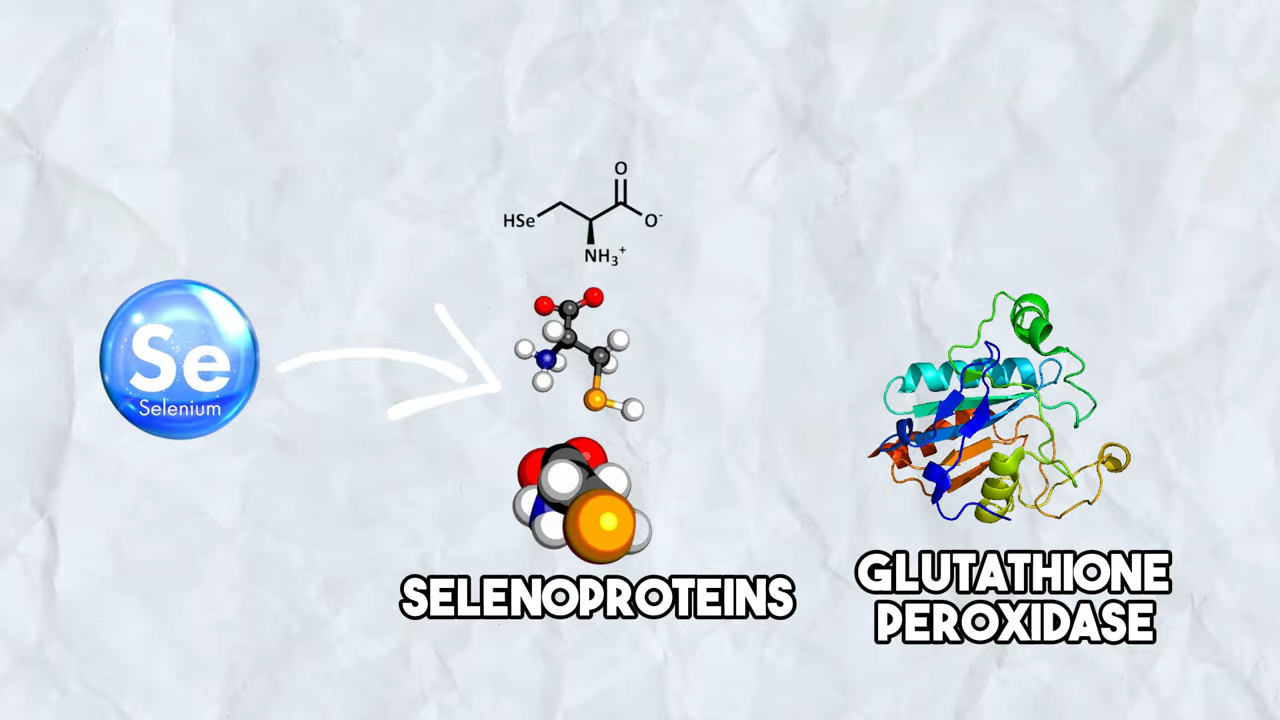 Se
Selenium
O
HSe
O⁻
NH₃⁺
SELENOPROTEINS
GLUTATHIONE
PEROXIDASE